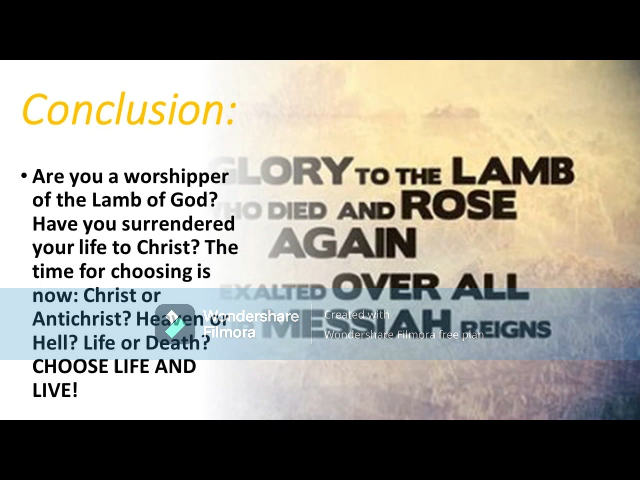 Conclusion:
• Are you a worshipper
of the Lamb of God?
Have you surrendered
your life to Christ? The
time for choosing is
now: Christ or
Antichrist? Heaven or
Hell? Life or Death?
CHOOSE LIFE AND
LIVE!
GLORY TO THE LAMB
WHO DIED AND ROSE
AGAIN
EXALTED OVER ALL
MESSIAH REIGNS
Wondershare
Filmora
Created with
Wondershare Filmora free plan